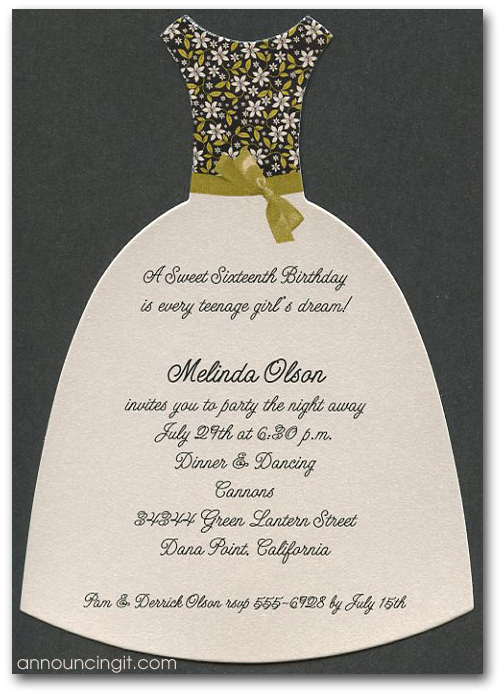 A Sweet Sixteenth Birthday
is every teenage girl's dream!
Melinda Olson
invites you to party the night away
July 29th at 6:30 p.m.
Dinner & Dancing
Cannons
34344 Green Lantern Street
Dana Point, California
Pam & Derrick Olson rsvp 555-6928 by July 15th
announcingit.com